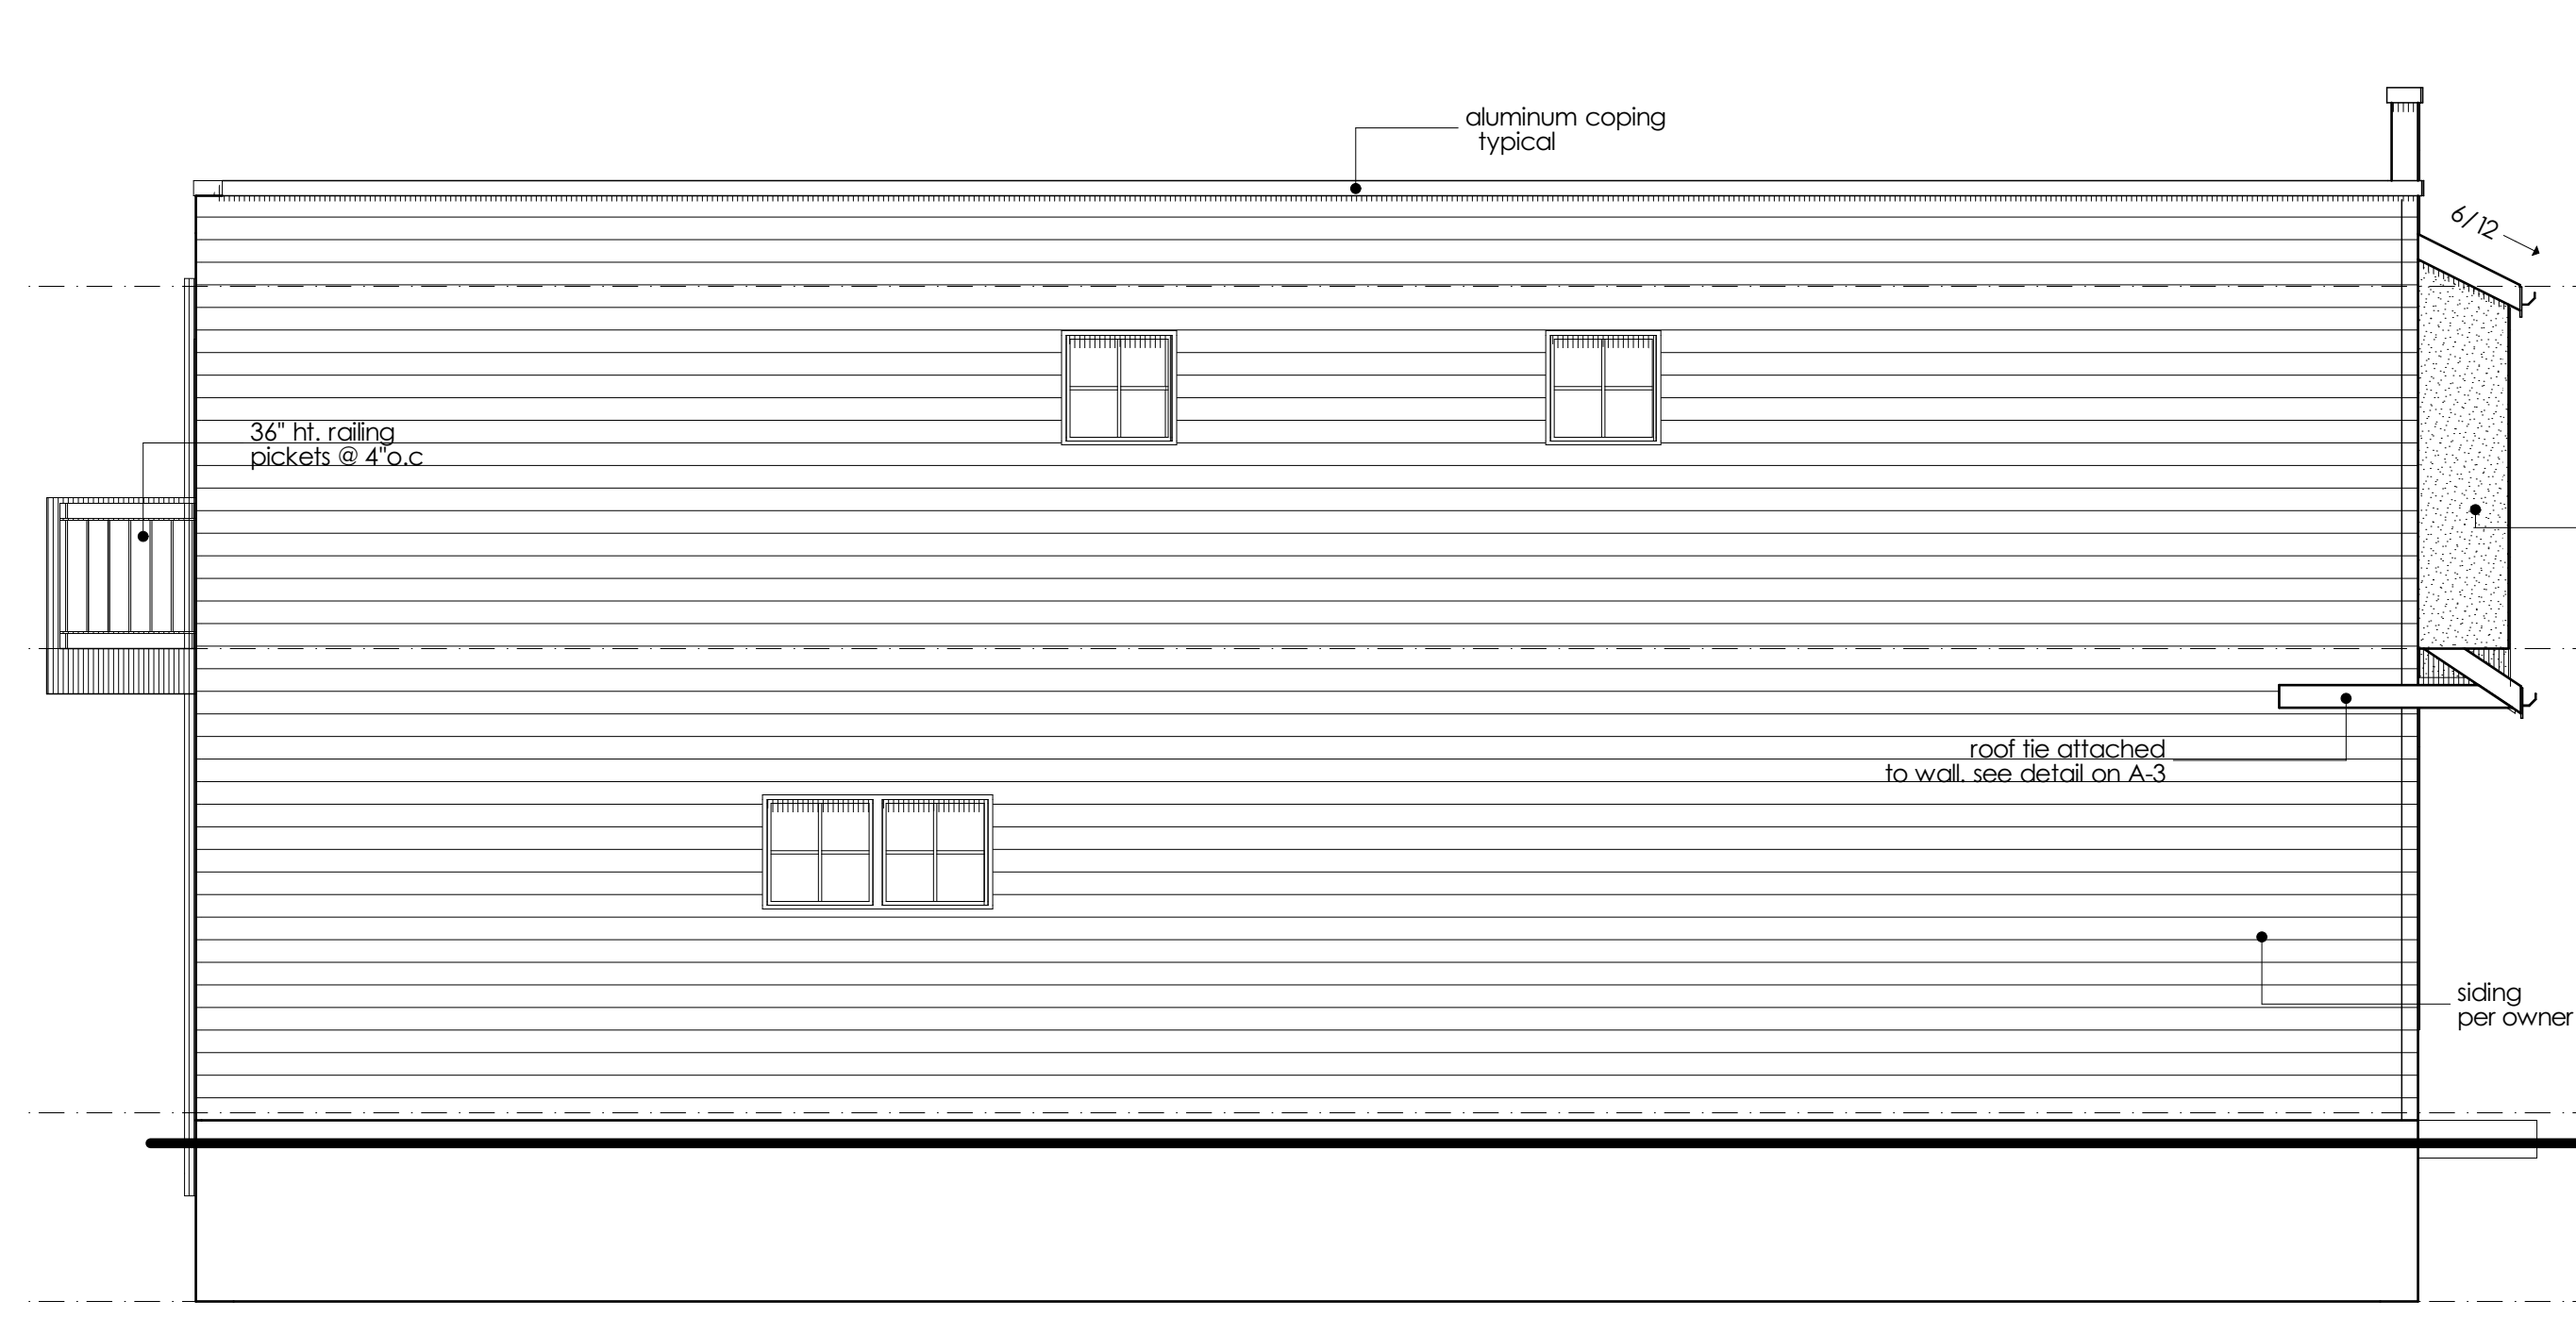 aluminum coping
typical
6/12
36" ht. railing
pickets @ 4"o.c
roof tie attached
to wall. see detail on A-3
siding
per owner